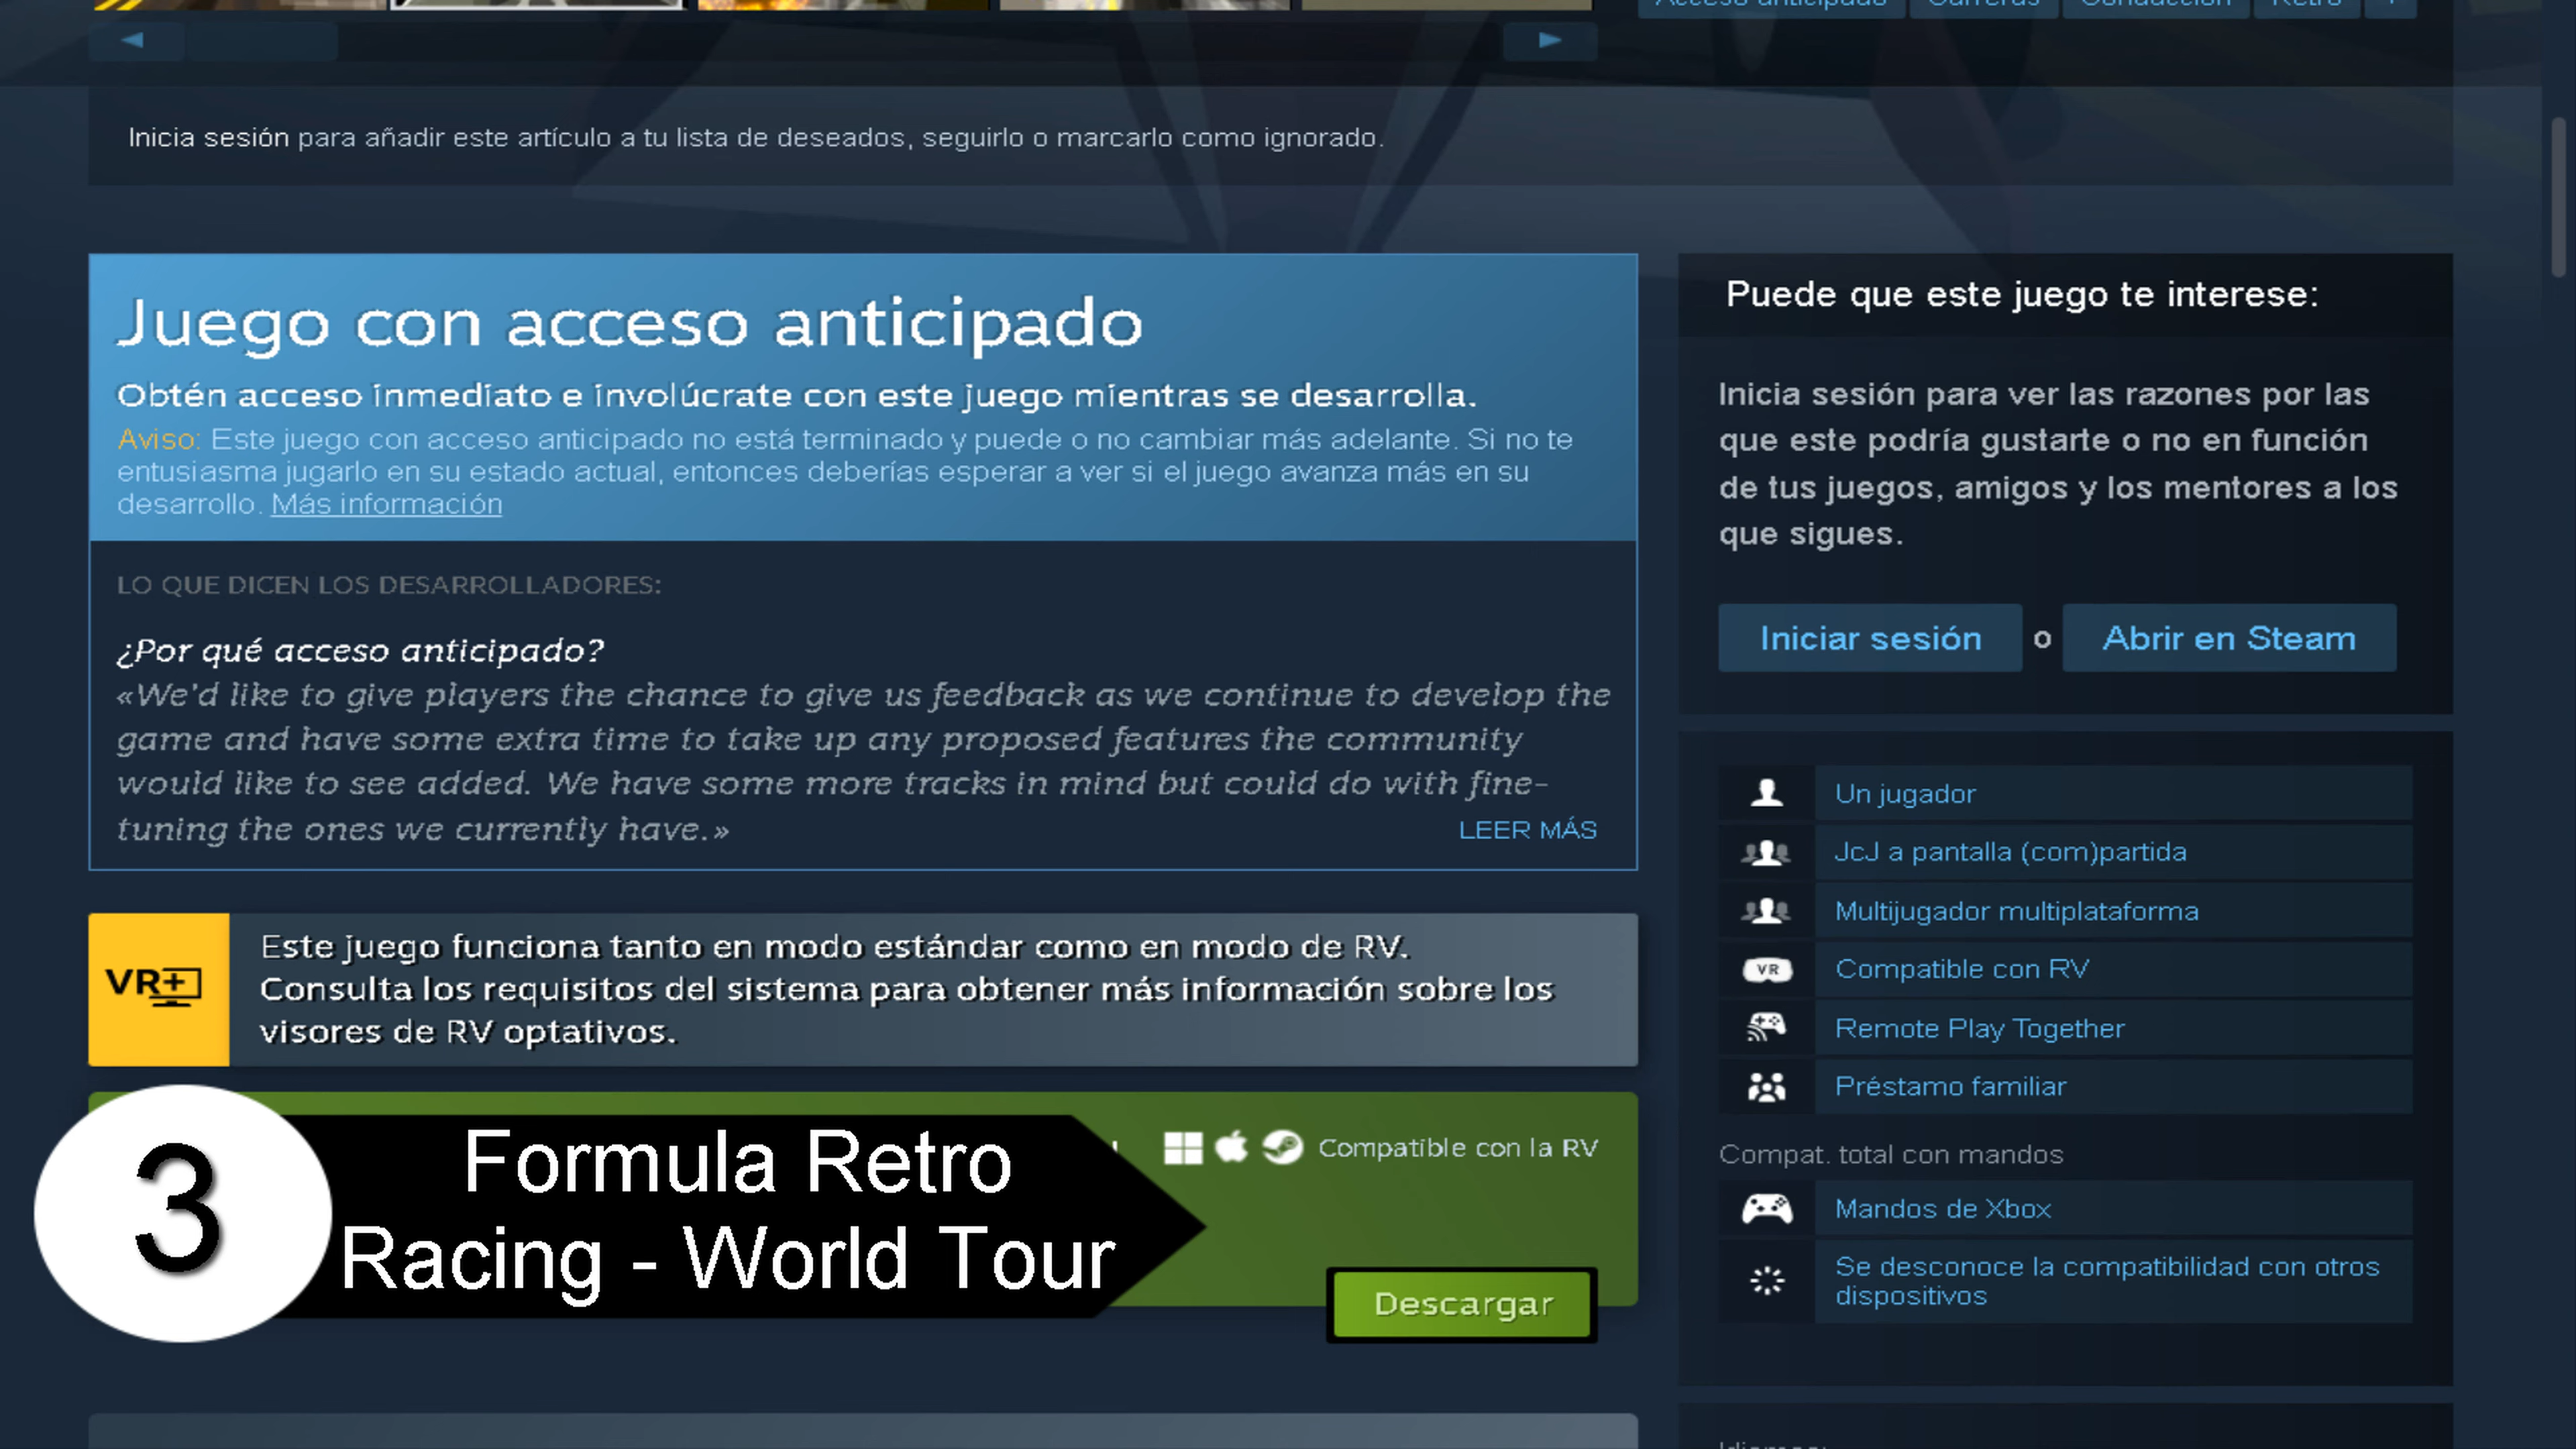 Acceso anticipado
Carreras
Conducción
Retro
+
Inicia sesión para añadir este artículo a tu lista de deseados, seguirlo o marcarlo como ignorado.
Juego con acceso anticipado
Obtén acceso inmediato e involúcrate con este juego mientras se desarrolla.
Aviso: Este juego con acceso anticipado no está terminado y puede o no cambiar más adelante. Si no te
entusiasma jugarlo en su estado actual, entonces deberías esperar a ver si el juego avanza más en su
desarrollo. Más información
LO QUE DICEN LOS DESARROLLADORES:
¿Por qué acceso anticipado?
«We'd like to give players the chance to give us feedback as we continue to develop the
game and have some extra time to take up any proposed features the community
would like to see added. We have some more tracks in mind but could do with fine-
tuning the ones we currently have.»
LEER MÁS
VR+
Este juego funciona tanto en modo estándar como en modo de RV.
Consulta los requisitos del sistema para obtener más información sobre los
visores de RV optativos.
Compatible con la RV
3
Formula Retro
Racing - World Tour
Descargar
Puede que este juego te interese:
Inicia sesión para ver las razones por las
que este podría gustarte o no en función
de tus juegos, amigos y los mentores a los
que sigues.
Iniciar sesión o Abrir en Steam
Un jugador
JcJ a pantalla (com)partida
Multijugador multiplataforma
VR
Compatible con RV
Remote Play Together
Préstamo familiar
Compat. total con mandos
Mandos de Xbox
Se desconoce la compatibilidad con otros
dispositivos